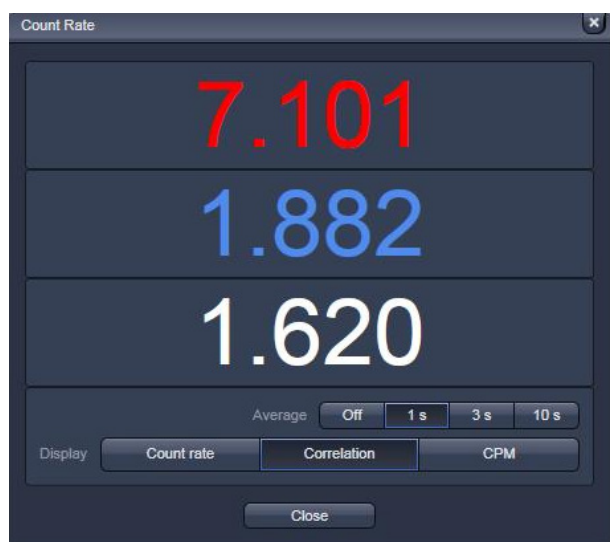 Count Rate
7.101
1.882
1.620
Average Off 1 s 3 s 10 s
Display Count rate Correlation CPM
Close